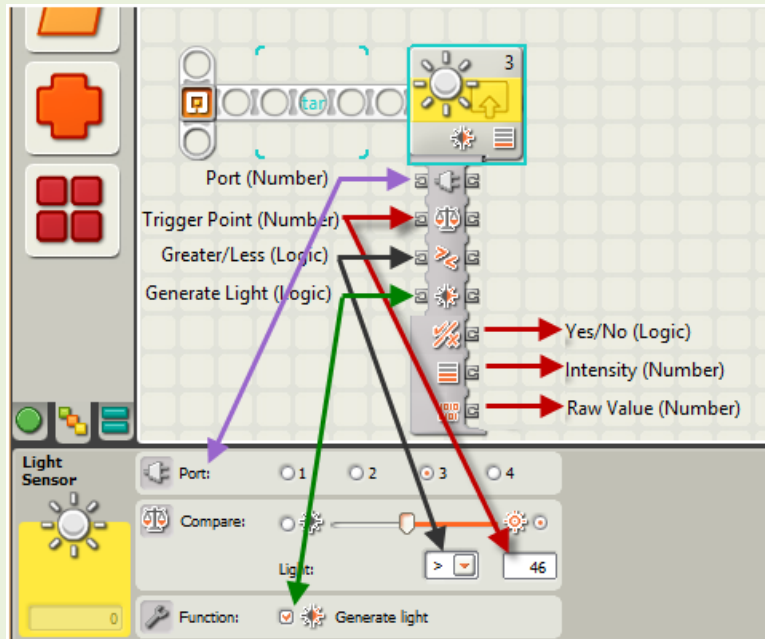 3
tar
Port (Number)
Trigger Point (Number)
Greater/Less (Logic)
Generate Light (Logic)
Yes/No (Logic)
Intensity (Number)
Raw Value (Number)
Light
Sensor
Port: 1 2 3 4
Compare:
Light: > 46
0
Function: Generate light